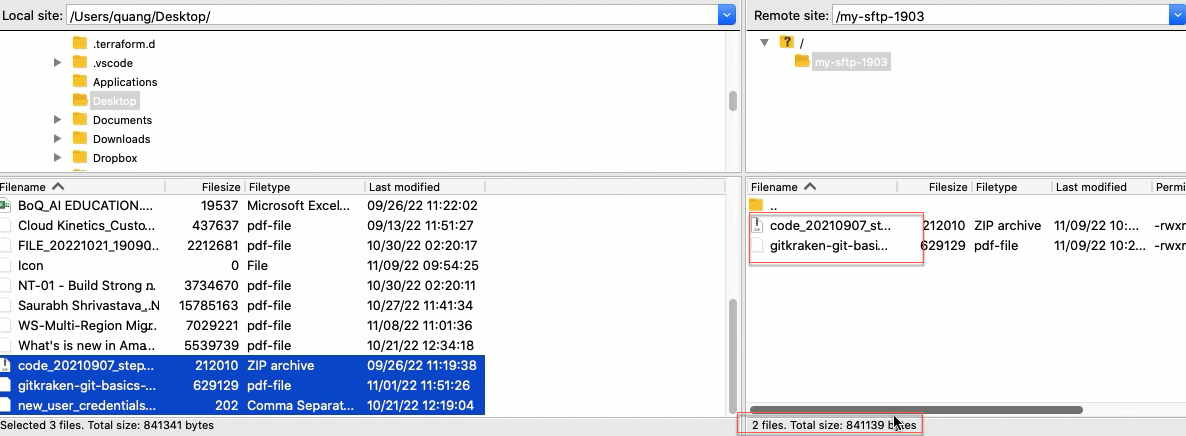 Local site: /Users/quang/Desktop/
.terraform.d
.vscode
Applications
Desktop
Documents
Downloads
Dropbox
Filename Filesize Filetype Last modified
BoQ_AI EDUCATION.... 19537 Microsoft Excel... 09/26/22 11:22:02
Cloud Kinetics_Custo... 437637 pdf-file 09/13/22 11:51:27
FILE_20221021_19090... 2212681 pdf-file 10/30/22 02:20:17
Icon 0 File 11/09/22 09:54:25
NT-01 - Build Strong n. 3734670 pdf-file 10/30/22 02:20:11
Saurabh Shrivastava_.N 15785163 pdf-file 10/27/22 11:41:34
WS-Multi-Region Migr.. 7029221 pdf-file 11/08/22 11:01:36
What's is new in Ama... 5539739 pdf-file 10/21/22 12:34:18
code_20210907_step... 212010 ZIP archive 09/26/22 11:19:38
gitkraken-git-basics-... 629129 pdf-file 11/01/22 11:51:26
new_user_credentials... 202 Comma Separat... 10/21/22 12:19:04
Selected 3 files. Total size: 841341 bytes
Remote site: /my-sftp-1903
/
my-sftp-1903
Filename Filesize Filetype Last modified Permi
..
code_20210907_st... 212010 ZIP archive 11/09/22 10:... -rwxr
gitkraken-git-basi... 629129 pdf-file 11/09/22 10:2... -rwxr
2 files. Total size: 841139 bytes